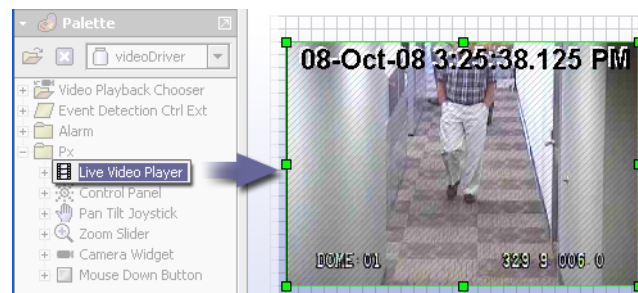 Palette
videoDriver
Video Playback Chooser
Event Detection Ctrl Ext
Alarm
Px
Live Video Player
Control Panel
Pan Tilt Joystick
Zoom Slider
Camera Widget
Mouse Down Button
08-Oct-08 3:25:38.125 PM
DOME 01
329 9 006 0